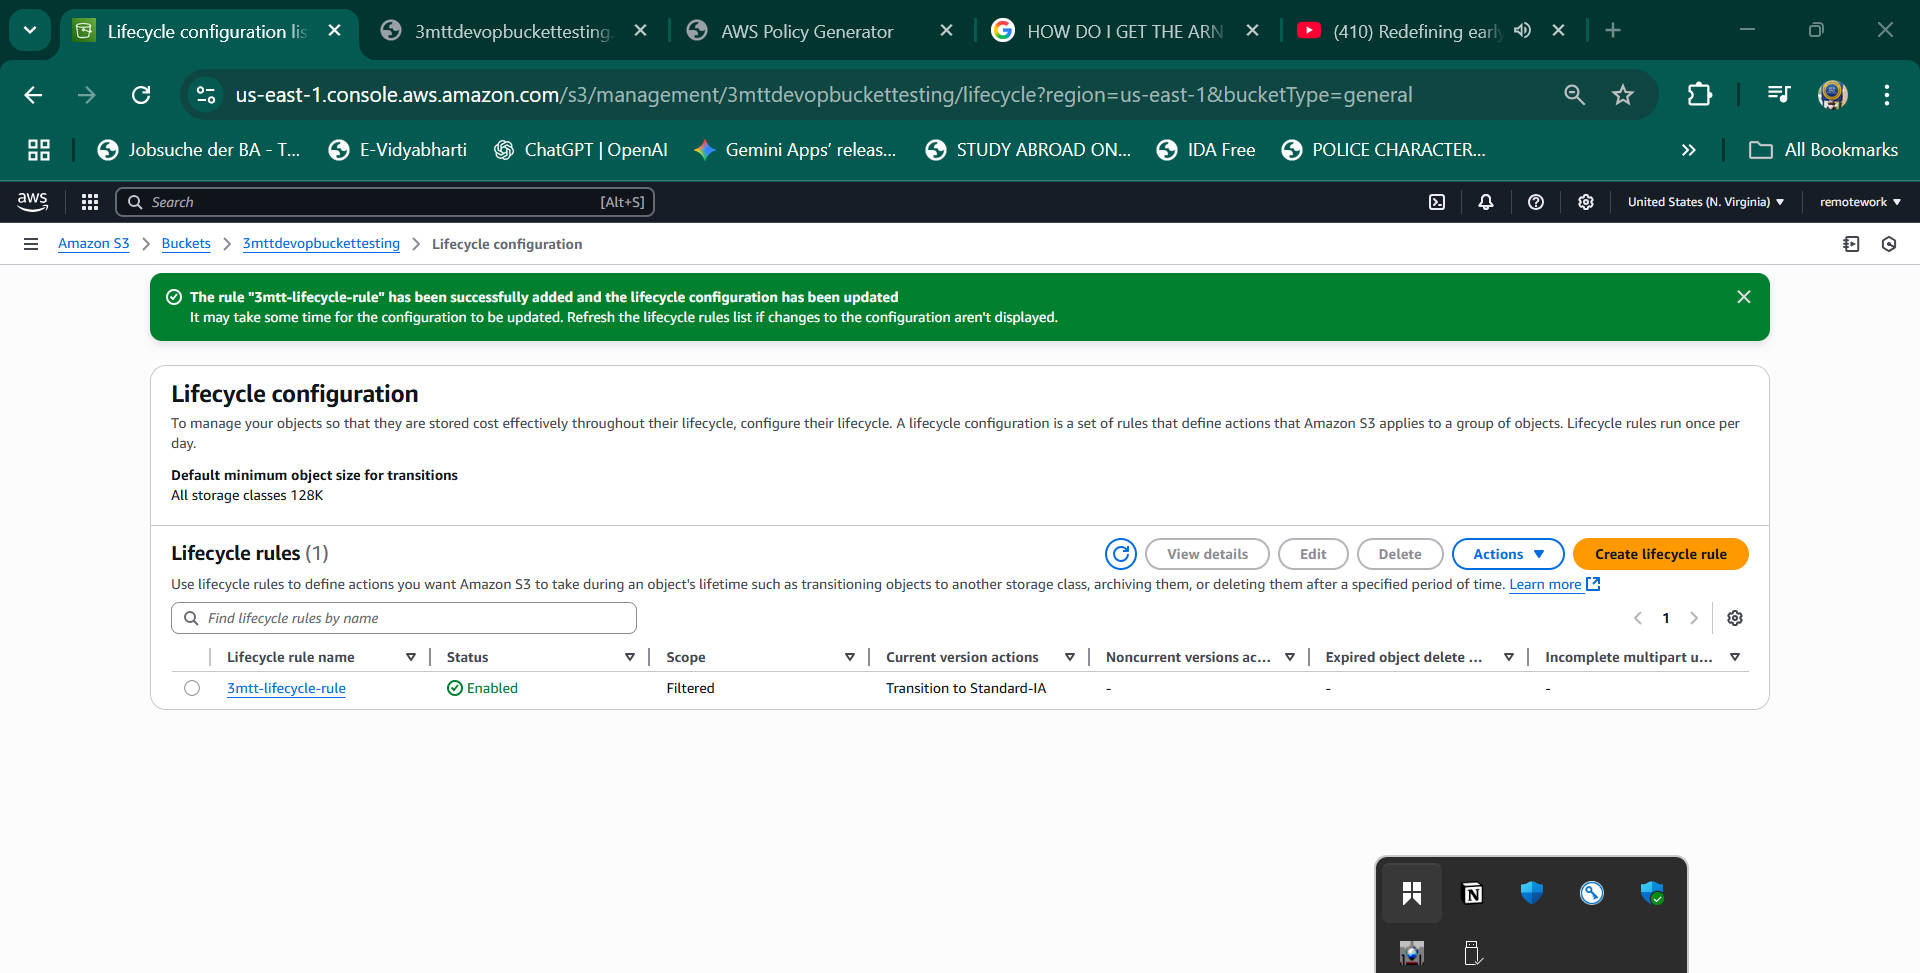 Lifecycle configuration lis
3mttdevopbuckettesting.
AWS Policy Generator
HOW DO I GET THE ARN
(410) Redefining early
us-east-1.console.aws.amazon.com/s3/management/3mttdevopbuckettesting/lifecycle?region=us-east-1&bucketType=general
Jobsuche der BA - T...
E-Vidyabharti
ChatGPT | OpenAI
Gemini Apps’ releas...
STUDY ABROAD ON...
IDA Free
POLICE CHARACTER...
All Bookmarks
aws
Search [Alt+S]
United States (N. Virginia)
remotework
Amazon S3 > Buckets > 3mttdevopbuckettesting > Lifecycle configuration
The rule "3mtt-lifecycle-rule" has been successfully added and the lifecycle configuration has been updated
It may take some time for the configuration to be updated. Refresh the lifecycle rules list if changes to the configuration aren't displayed.
Lifecycle configuration
To manage your objects so that they are stored cost effectively throughout their lifecycle, configure their lifecycle. A lifecycle configuration is a set of rules that define actions that Amazon S3 applies to a group of objects. Lifecycle rules run once per
day.
Default minimum object size for transitions
All storage classes 128K
Lifecycle rules (1)
View details
Edit
Delete
Actions
Create lifecycle rule
Use lifecycle rules to define actions you want Amazon S3 to take during an object's lifetime such as transitioning objects to another storage class, archiving them, or deleting them after a specified period of time. Learn more
Find lifecycle rules by name
1
Lifecycle rule name
Status
Scope
Current version actions
Noncurrent versions ac...
Expired object delete ...
Incomplete multipart u...
3mtt-lifecycle-rule
Enabled
Filtered
Transition to Standard-IA
-
-
-
N